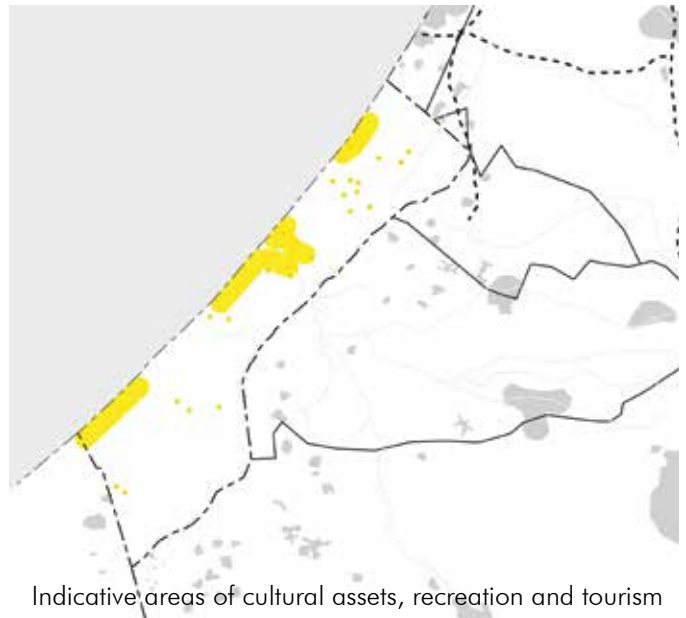 Indicative areas of cultural assets, recreation and tourism